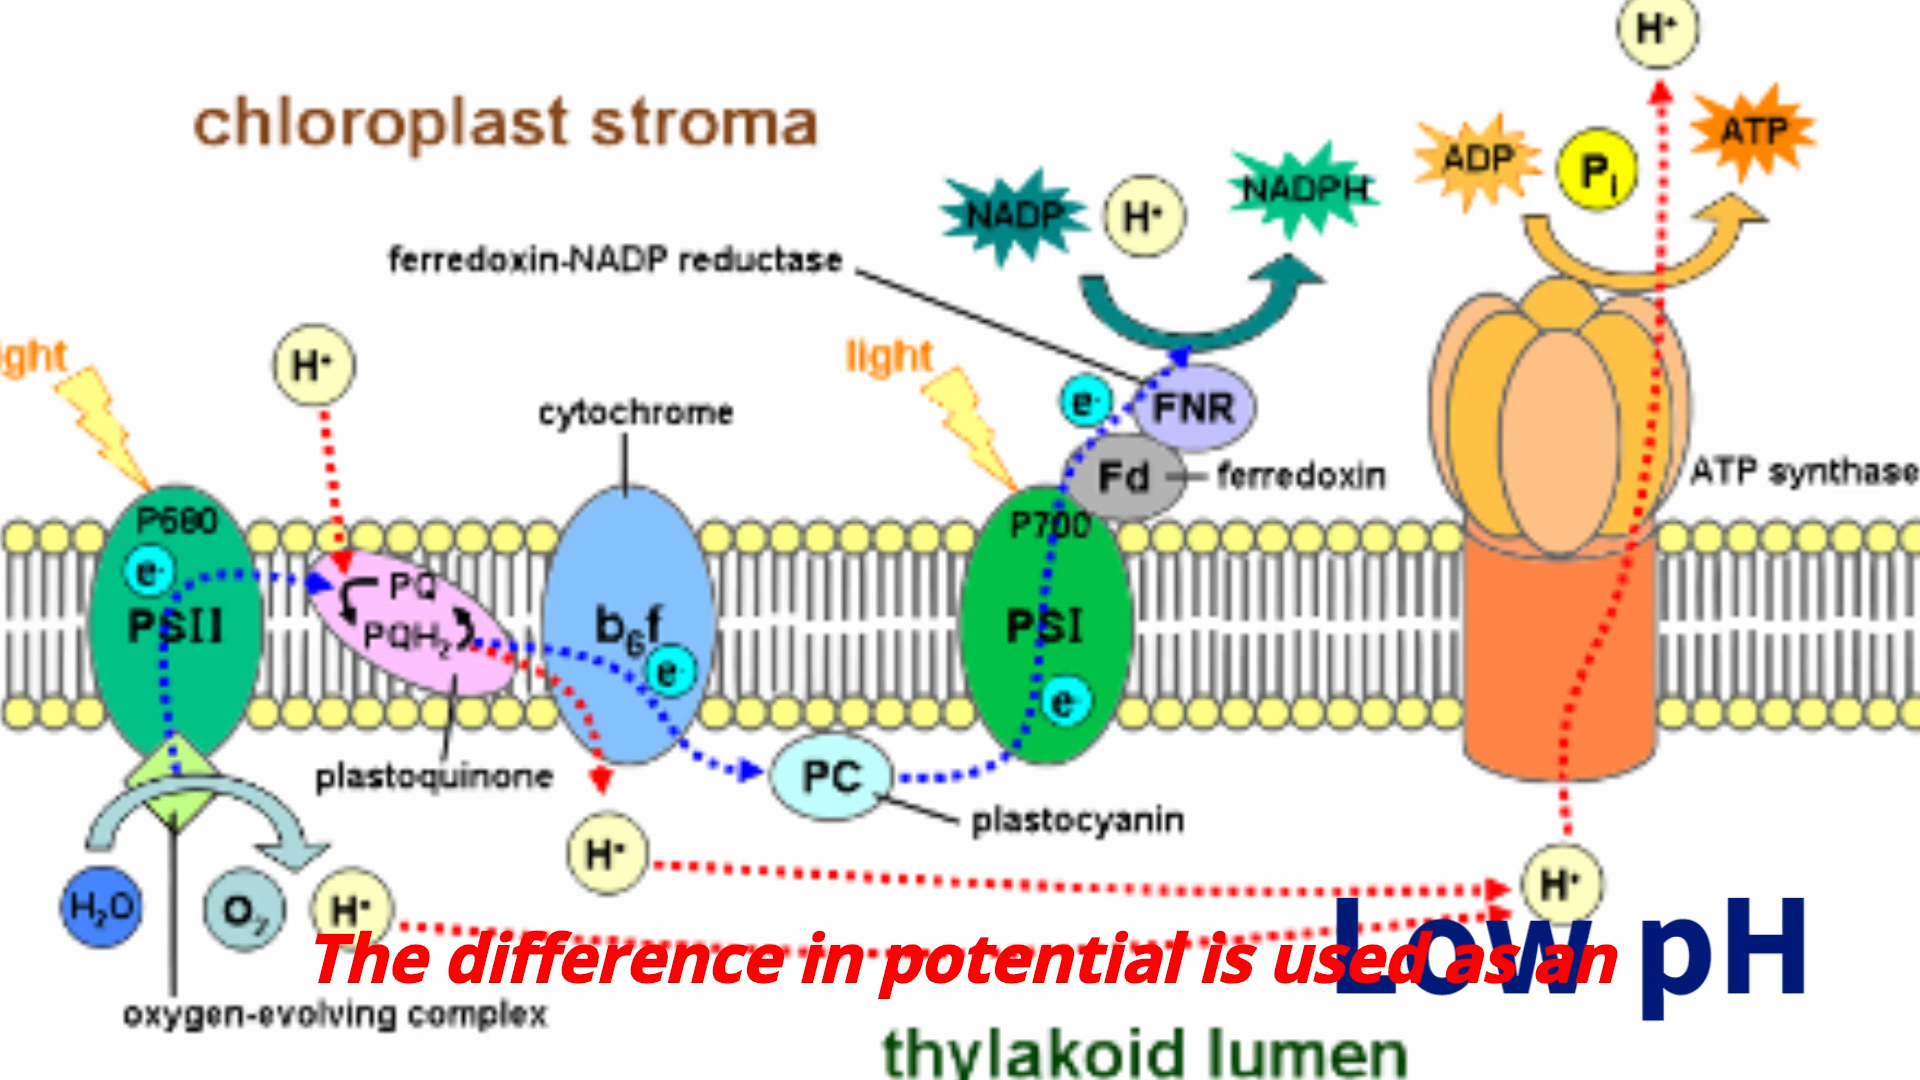 H+
chloroplast stroma
ADP
Pi
ATP
NADP
H+
NADPH
ferredoxin-NADP reductase
ight
H+
light
cytochrome
e-
FNR
Fd
ferredoxin
ATP synthase
P680
P700
e-
PQ
PSII
PQH2
b6f
PSI
e-
e-
plastoquinone
PC
plastocyanin
H+
H+
H2O
O2
H+
Low pH
The difference in potential is used as an
oxygen-evolving complex
thylakoid lumen